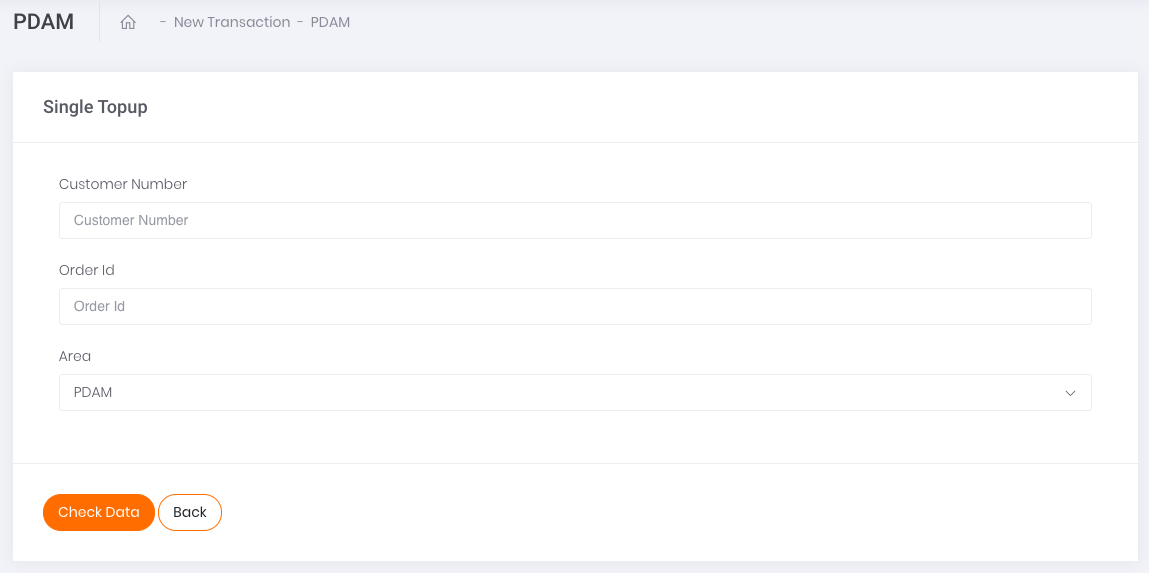 PDAM - New Transaction - PDAM
Single Topup
Customer Number
Customer Number
Order Id
Order Id
Area
PDAM
Check Data Back